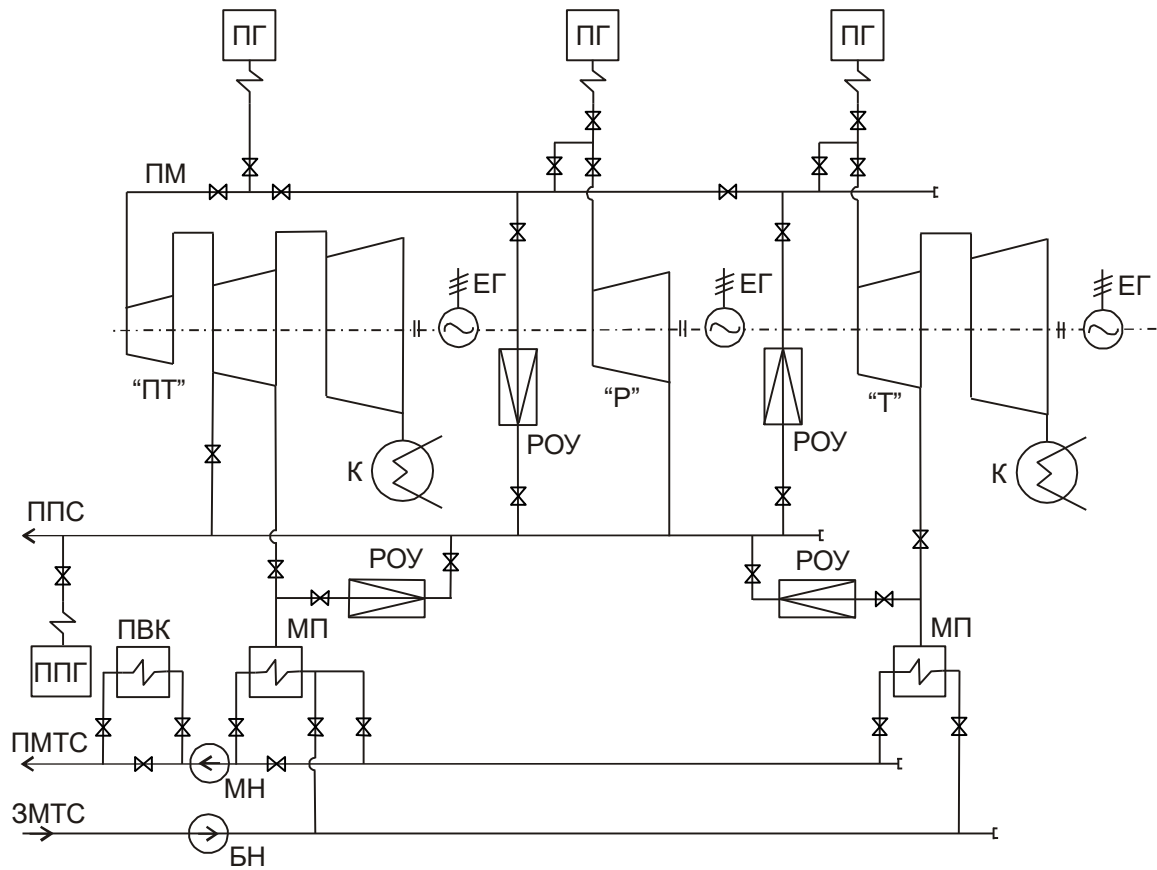 ПГ ПГ ПГ
ПМ
ЕГ ЕГ ЕГ
“ПТ” “Р” “Т”
РОУ РОУ
К К
ППС
РОУ РОУ
ПВК МП МП
ППГ
ПМТС
МН
ЗМТС
БН